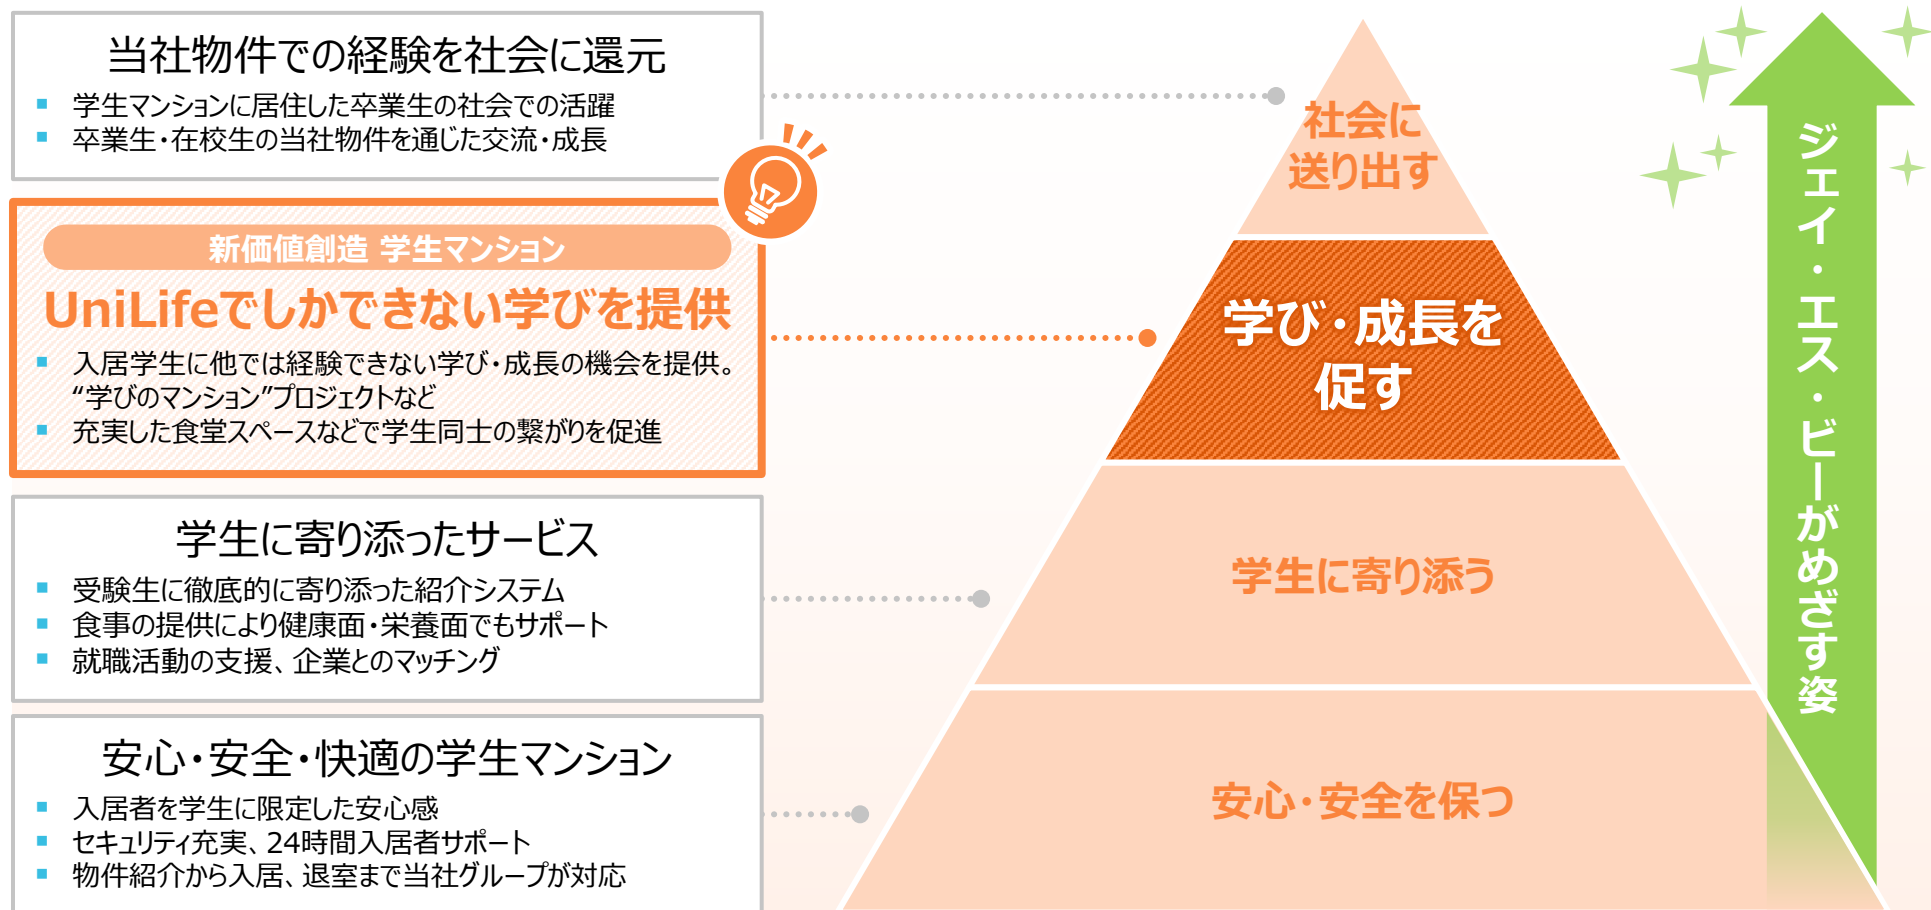 当社物件での経験を社会に還元
学生マンションに居住した卒業生の社会での活躍
卒業生・在校生の当社物件を通じた交流・成長
新価値創造 学生マンション
UniLifeでしかできない学びを提供
入居学生に他では経験できない学び・成長の機会を提供。
“学びのマンション”プロジェクトなど
充実した食堂スペースなどで学生同士の繋がりを促進
学生に寄り添ったサービス
受験生に徹底的に寄り添った紹介システム
食事の提供により健康面・栄養面でもサポート
就職活動の支援、企業とのマッチング
安心・安全・快適の学生マンション
入居者を学生に限定した安心感
セキュリティ充実、24時間入居者サポート
物件紹介から入居、退室まで当社グループが対応
社会に
送り出す
学び・成長を
促す
学生に寄り添う
安心・安全を保つ
ジェイ・エス・ビーがめざす姿